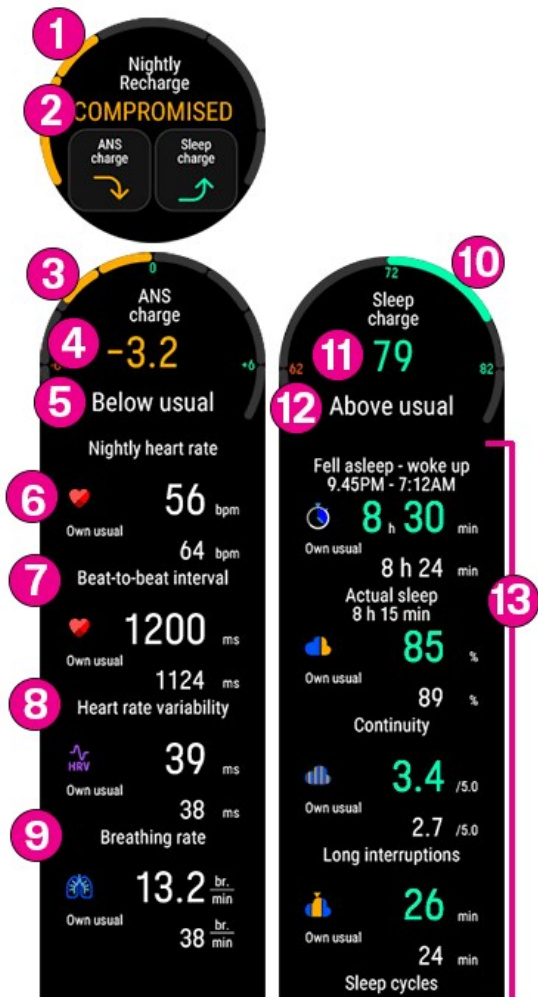 1
Nightly
Recharge
2
COMPROMISED
ANS
charge
Sleep
charge
3
0
ANS
charge
4
-3.2
+6
5
Below usual
Nightly heart rate
6
56 bpm
Own usual
64 bpm
7
Beat-to-beat interval
1200 ms
Own usual
1124 ms
8
Heart rate variability
HRV
39 ms
Own usual
38 ms
9
Breathing rate
13.2 br.
min
Own usual
38 br.
min
10
72
Sleep
charge
11
79
62
82
12
Above usual
13
Fell asleep - woke up
9.45PM - 7:12AM
8 h 30 min
Own usual
8 h 24 min
Actual sleep
8 h 15 min
85 %
Own usual
89 %
Continuity
3.4 /5.0
Own usual
2.7 /5.0
Long interruptions
26 min
Own usual
24 min
Sleep cycles